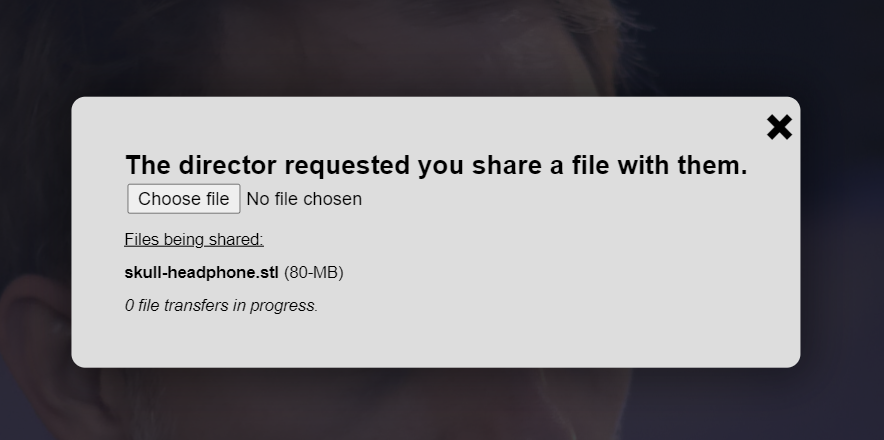 The director requested you share a file with them.
Choose file No file chosen
Files being shared:
skull-headphone.stl (80-MB)
0 file transfers in progress.